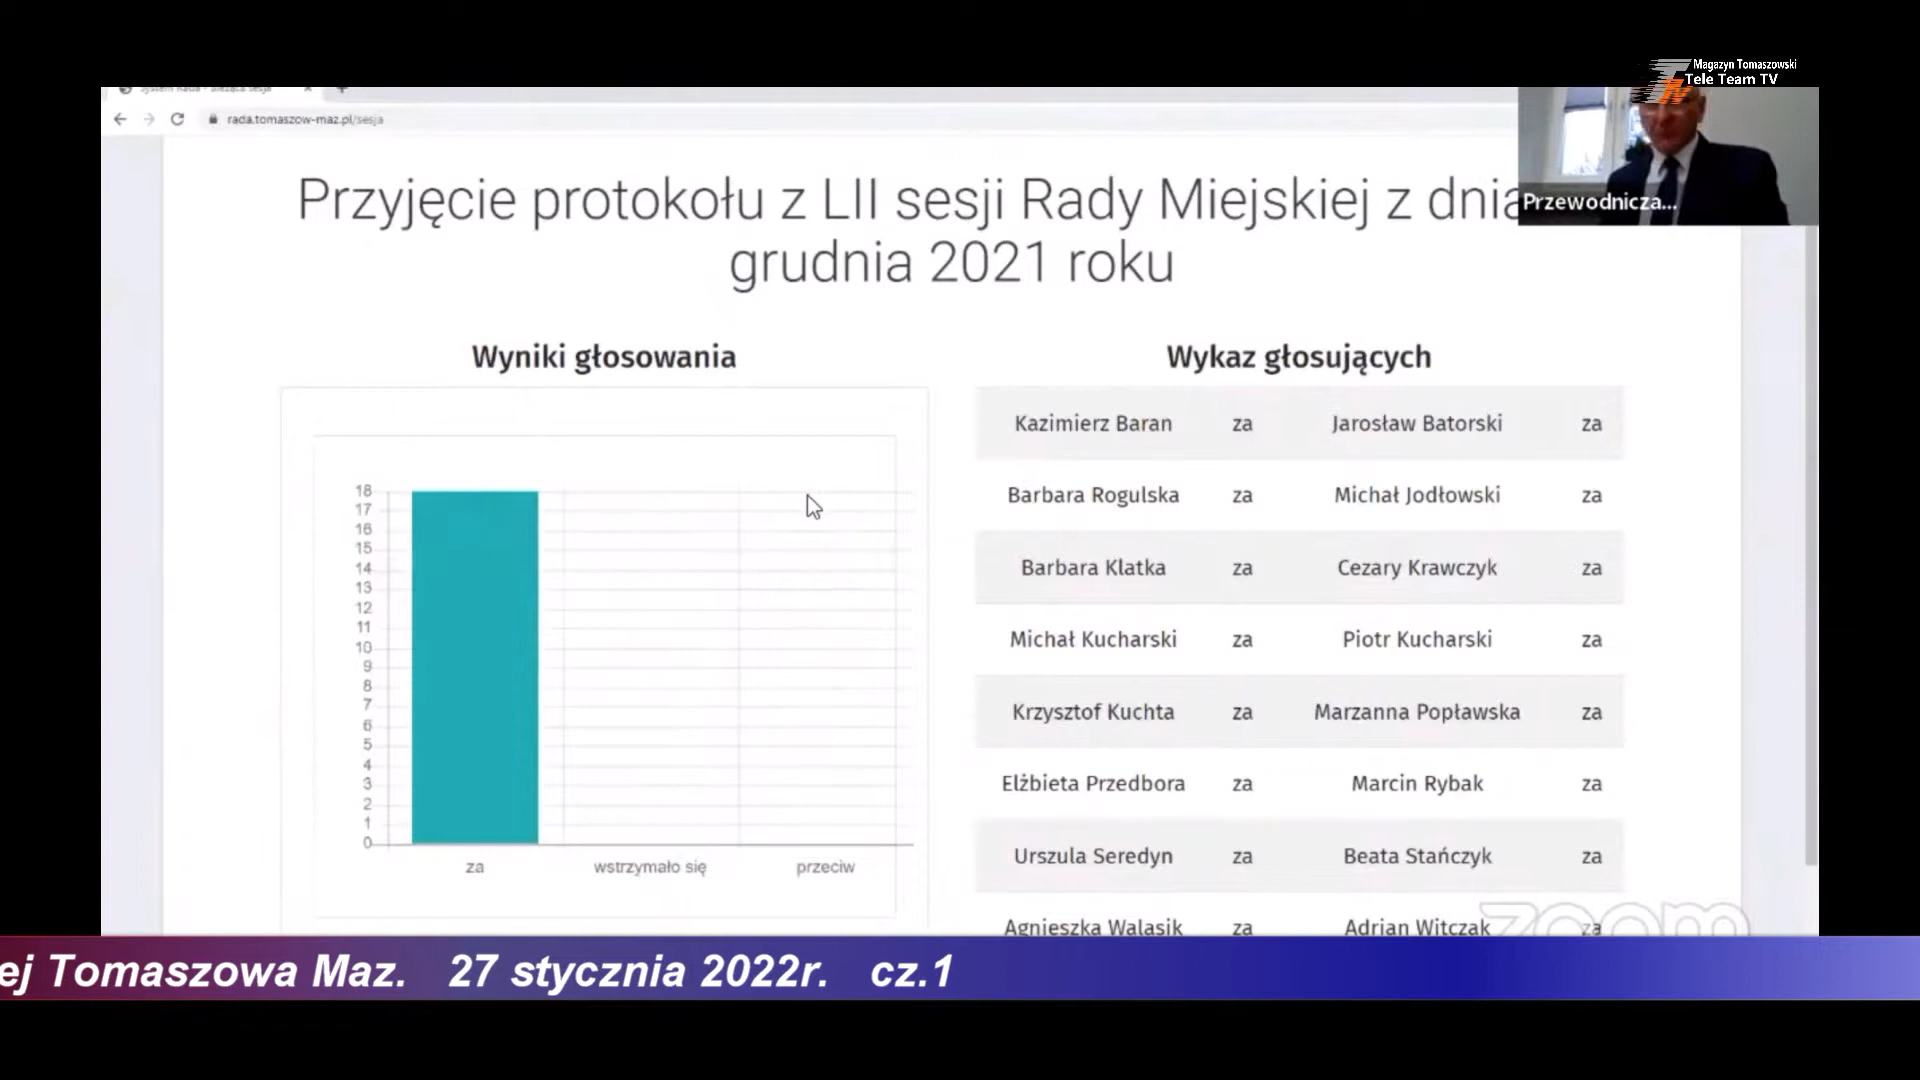 Magazyn Tomaszowski
Tele Team TV
rada.tomaszow-maz.pl/sesja
Przewodnicza...
Przyjęcie protokołu z LII sesji Rady Miejskiej z dnia
grudnia 2021 roku
Wyniki głosowania
18
17
16
15
14
13
12
11
10
9
8
7
6
5
4
3
2
1
0
za wstrzymało się przeciw
Wykaz głosujących
Kazimierz Baran za Jarosław Batorski za
Barbara Rogulska za Michał Jodłowski za
Barbara Klatka za Cezary Krawczyk za
Michał Kucharski za Piotr Kucharski za
Krzysztof Kuchta za Marzanna Popławska za
Elżbieta Przedbora za Marcin Rybak za
Urszula Seredyn za Beata Stańczyk za
Agnieszka Walasik za Adrian Witczak za
zoom
ej Tomaszowa Maz. 27 stycznia 2022r. cz.1